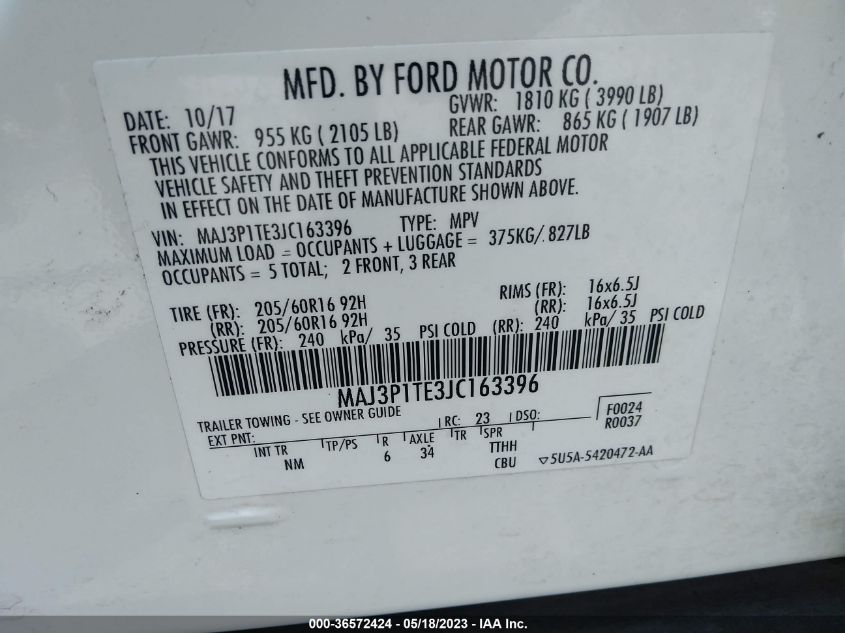 MFD. BY FORD MOTOR CO.
DATE: 10/17 GVWR: 1810 KG ( 3990 LB)
FRONT GAWR: 955 KG ( 2105 LB) REAR GAWR: 865 KG ( 1907 LB)
THIS VEHICLE CONFORMS TO ALL APPLICABLE FEDERAL MOTOR
VEHICLE SAFETY AND THEFT PREVENTION STANDARDS
IN EFFECT ON THE DATE OF MANUFACTURE SHOWN ABOVE.
VIN: MAJ3P1TE3JC163396 TYPE: MPV
MAXIMUM LOAD = OCCUPANTS + LUGGAGE = 375KG/ 827LB
OCCUPANTS = 5 TOTAL; 2 FRONT, 3 REAR
TIRE (FR): 205/60R16 92H RIMS (FR): 16x6.5J
(RR): 205/60R16 92H (RR): 16x6.5J
PRESSURE (FR): 240 kPa/ 35 PSI COLD (RR): 240 kPa/ 35 PSI COLD
MAJ3P1TE3JC163396
TRAILER TOWING - SEE OWNER GUIDE
EXT PNT: RC: 23 DSO: F0024
R0037
INT TR TP/PS R AXLE TR SPR
NM 6 34 TTHH
CBU ▽5U5A-5420472-AA
000-36572424 - 05/18/2023 - IAA Inc.